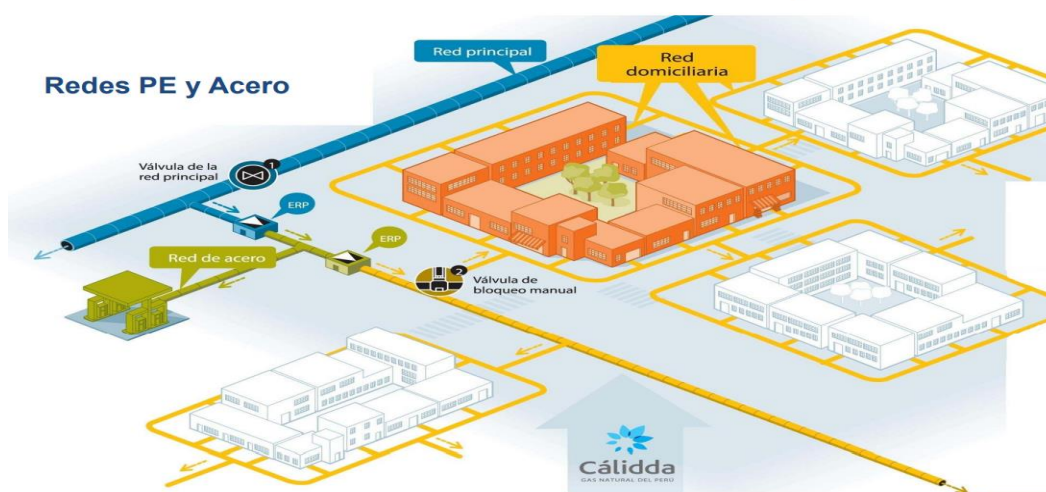 Redes PE y Acero
Red principal
Red
domiciliaria
Válvula de la
red principal
1
ERP
ERP
Red de acero
2
Válvula de
bloqueo manual
Cálidda
GAS NATURAL DEL PERÚ